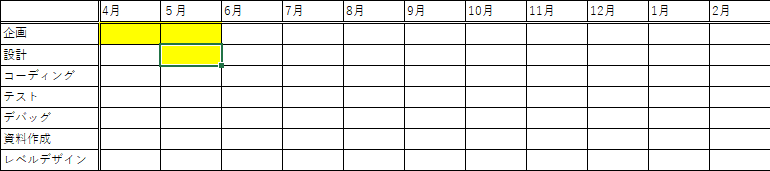 4月 ５月 6月 7月 8月 9月 10月 11月 12月 1月 2月
企画
設計
コーディング
テスト
デバッグ
資料作成
レベルデザイン